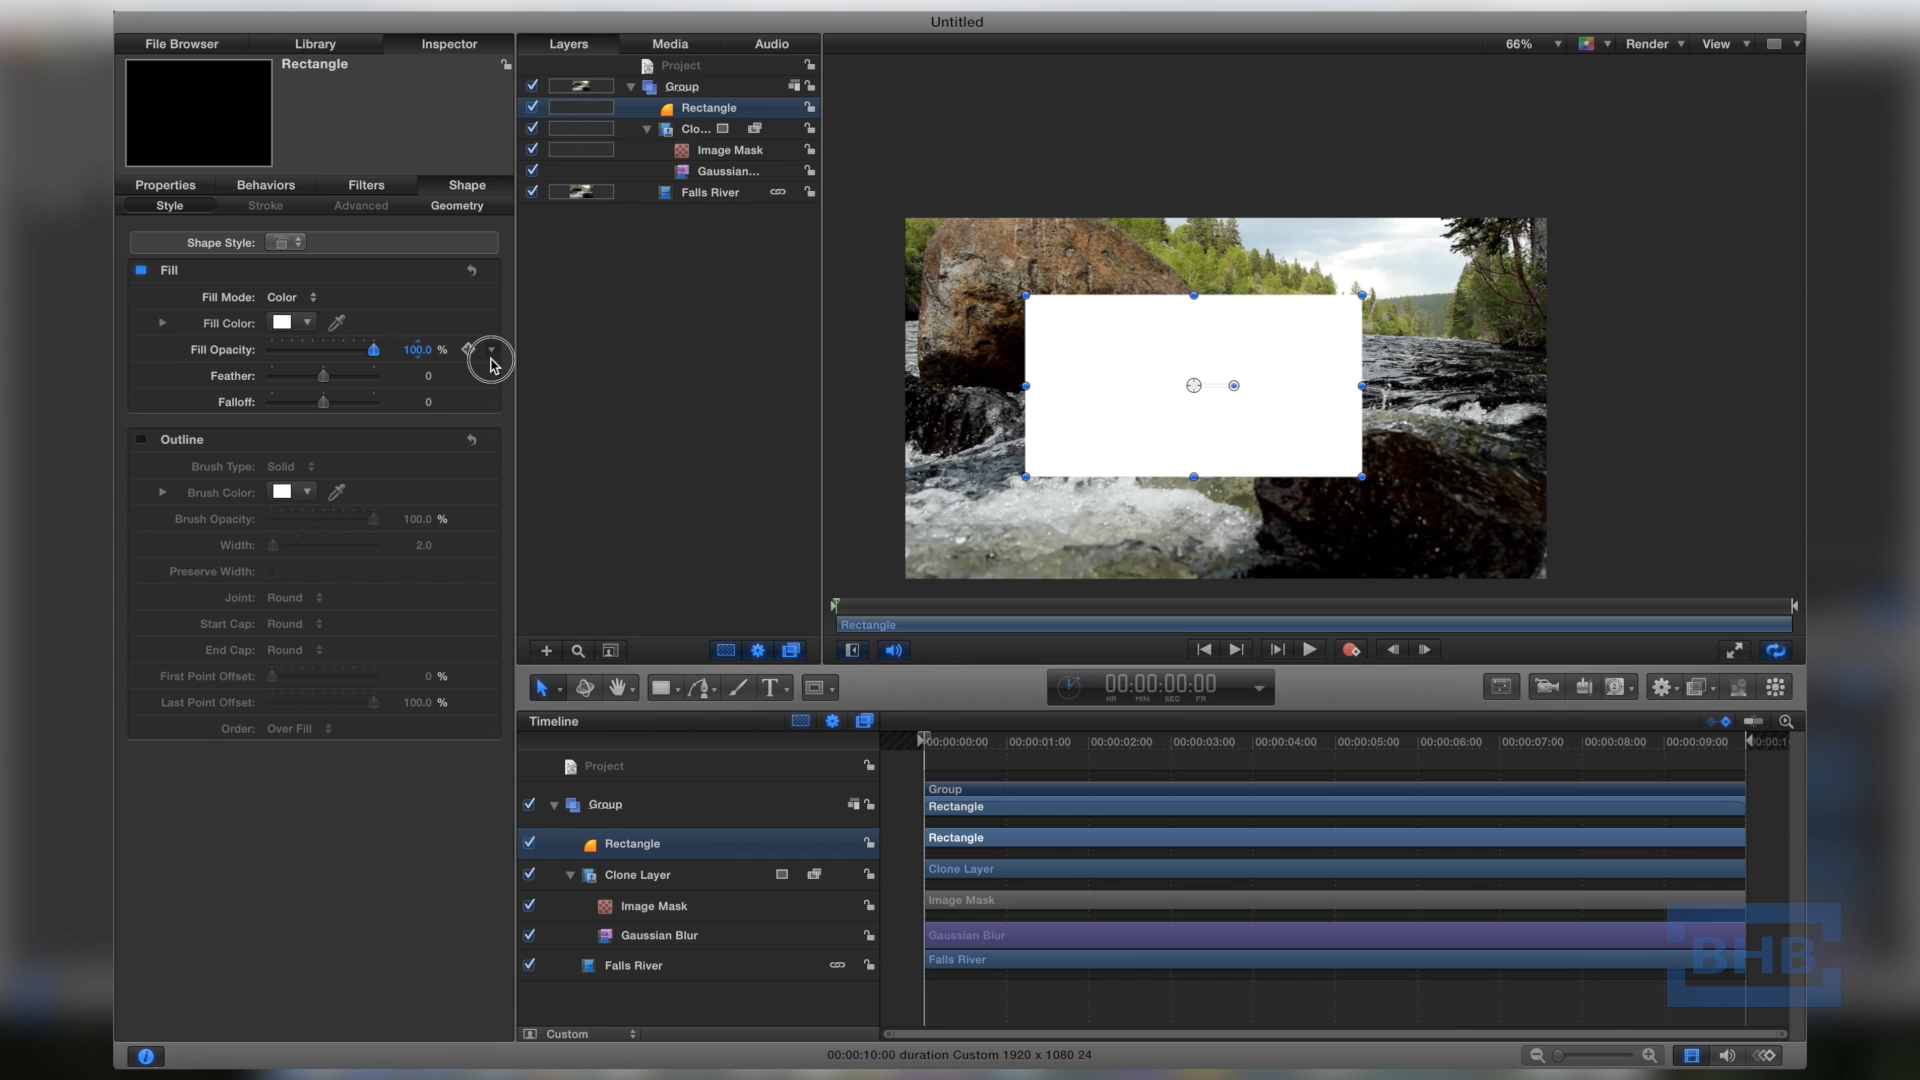 Untitled
File Browser Library Inspector Layers Media Audio 66% Render View
Rectangle
Project
Group
Rectangle
Clo...
Image Mask
Gaussian...
Falls River
Properties Behaviors Filters Shape
Style Stroke Advanced Geometry
Shape Style:
Fill
Fill Mode: Color
Fill Color:
Fill Opacity: 100.0 %
Feather: 0
Falloff: 0
Outline
Brush Type: Solid
Brush Color:
Brush Opacity: 100.0 %
Width: 2.0
Preserve Width:
Joint: Round
Start Cap: Round
End Cap: Round
First Point Offset: 0 %
Last Point Offset: 100.0 %
Order: Over Fill
Rectangle
T 00:00:00:00
HR MIN SEC FR
Timeline
00:00:00:00 00:00:01:00 00:00:02:00 00:00:03:00 00:00:04:00 00:00:05:00 00:00:06:00 00:00:07:00 00:00:08:00 00:00:09:00 00:00:1
Project
Group
Rectangle
Clone Layer
Image Mask
Gaussian Blur
Falls River
Group
Rectangle
Rectangle
Clone Layer
Image Mask
Gaussian Blur
Falls River
BHB
Custom
00:00:10:00 duration Custom 1920 x 1080 24